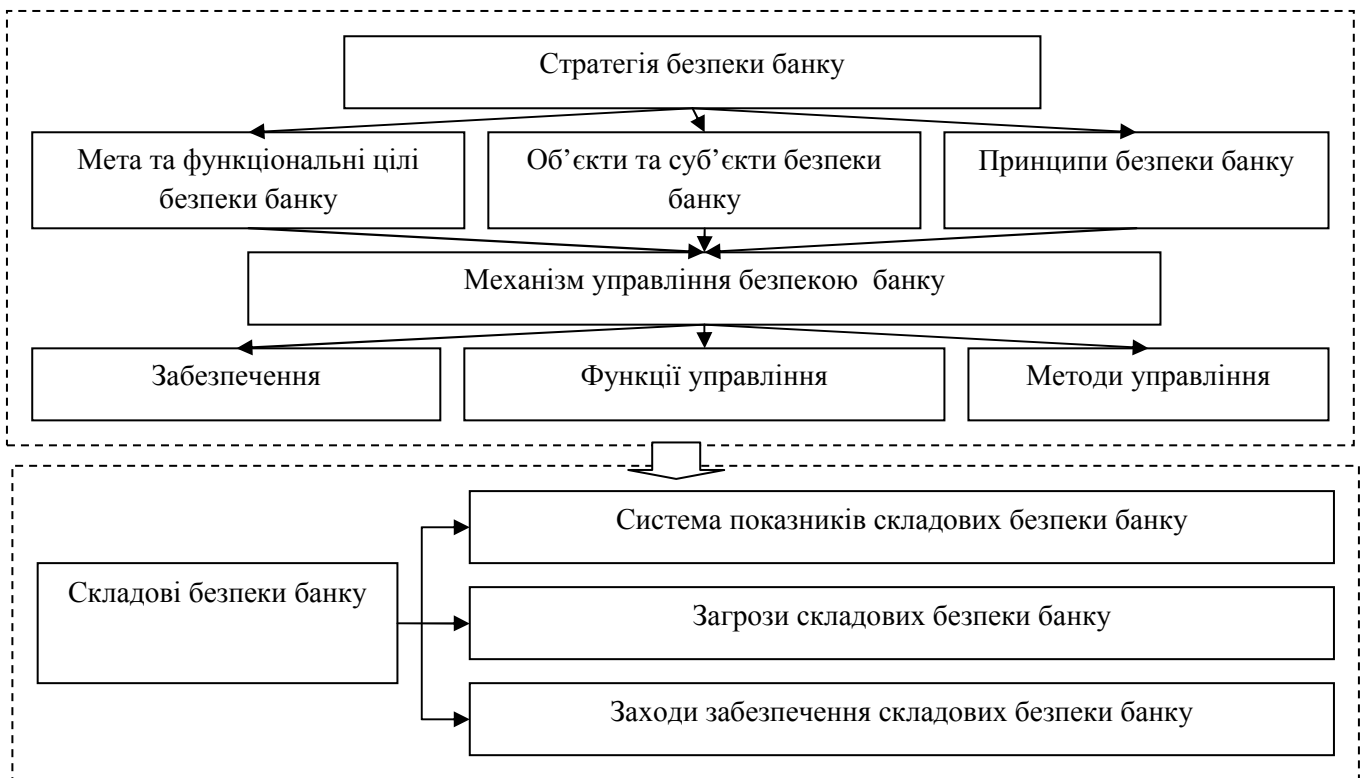 Стратегія безпеки банку
Мета та функціональні цілі
безпеки банку
Об’єкти та суб’єкти безпеки
банку
Принципи безпеки банку
Механізм управління безпекою банку
Забезпечення
Функції управління
Методи управління
Складові безпеки банку
Система показників складових безпеки банку
Загрози складових безпеки банку
Заходи забезпечення складових безпеки банку